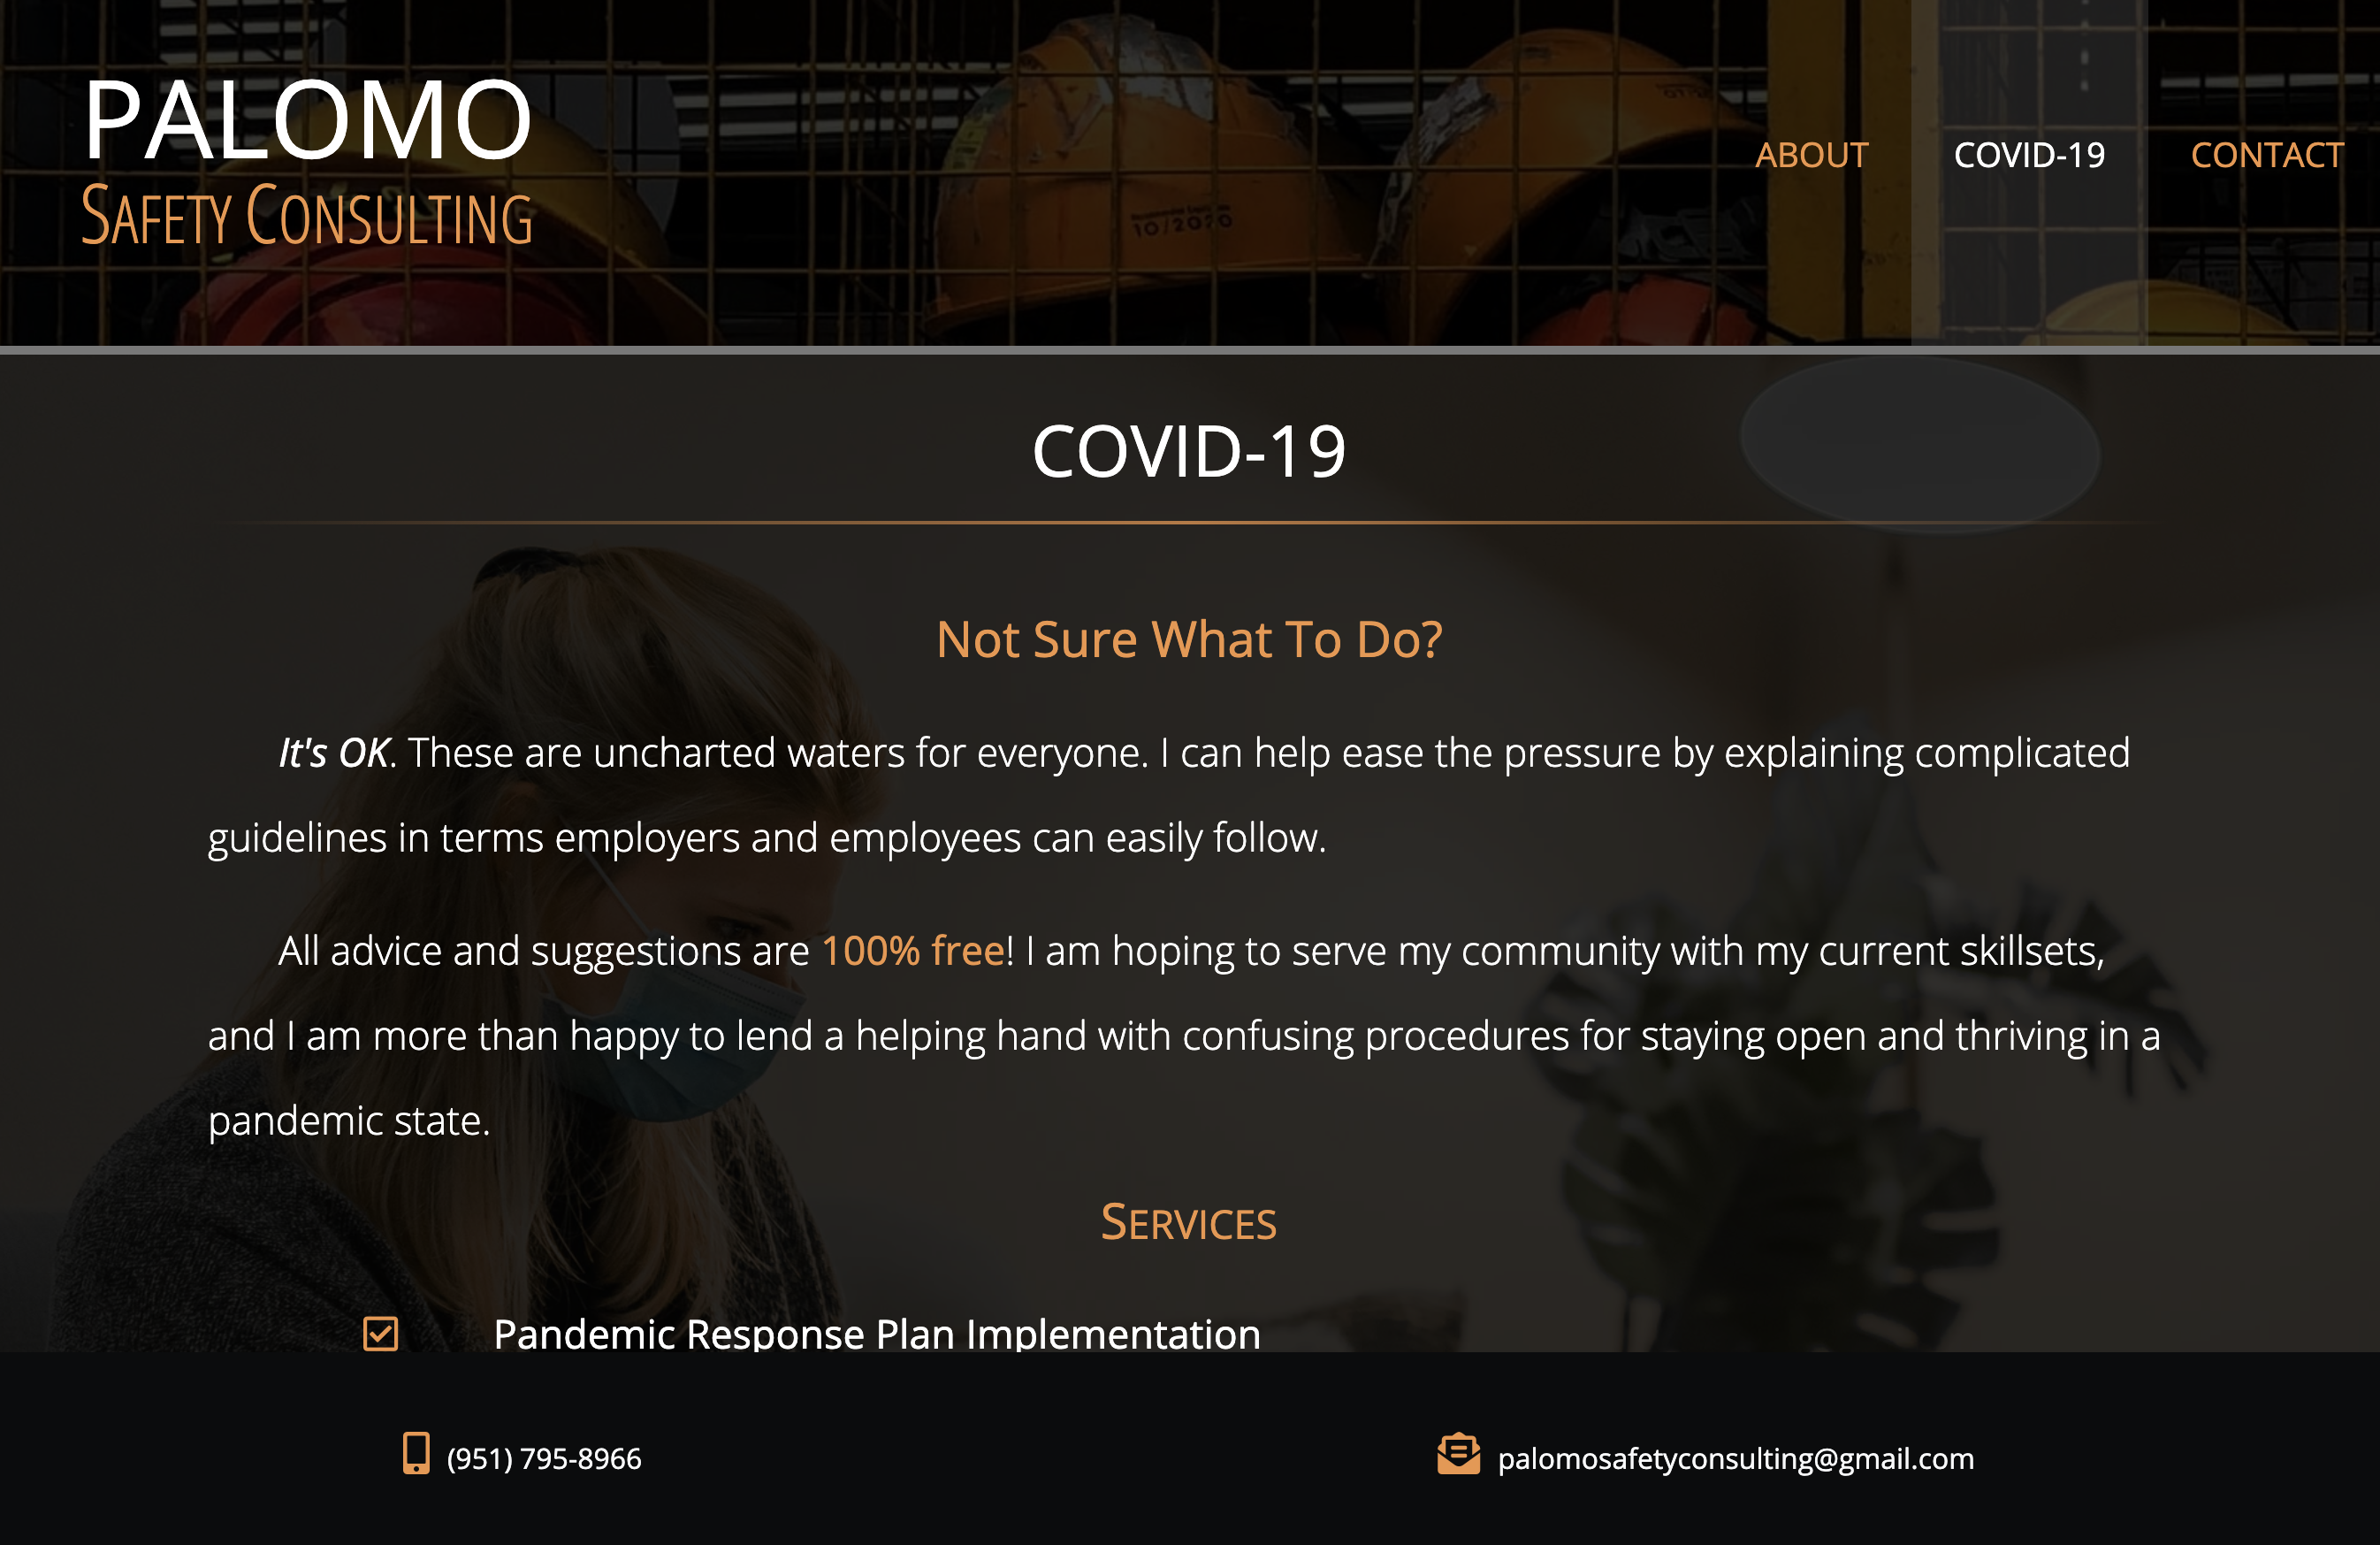 PALOMO
SAFETY CONSULTING
ABOUT COVID-19 CONTACT
10/2020
COVID-19
Not Sure What To Do?
It's OK. These are uncharted waters for everyone. I can help ease the pressure by explaining complicated
guidelines in terms employers and employees can easily follow.
All advice and suggestions are 100% free! I am hoping to serve my community with my current skillsets,
and I am more than happy to lend a helping hand with confusing procedures for staying open and thriving in a
pandemic state.
SERVICES
Pandemic Response Plan Implementation
(951) 795-8966 palomosafetyconsulting@gmail.com